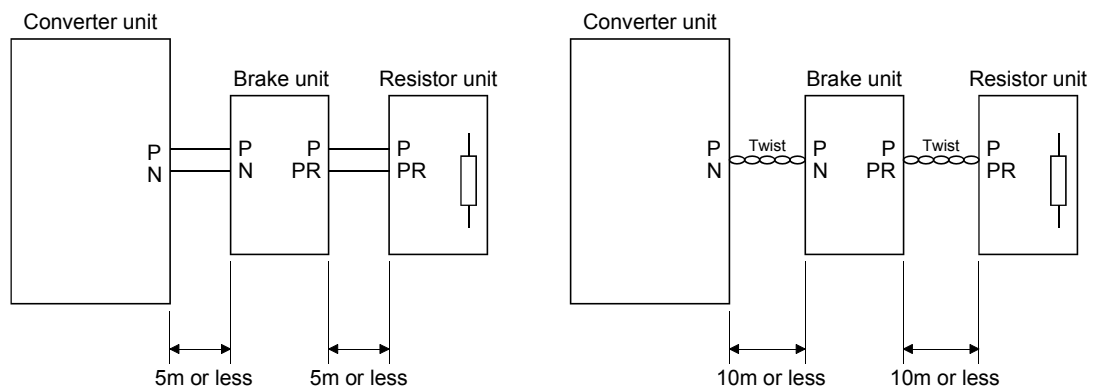 Converter unit
Brake unit
Resistor unit
P
N
P
N
P
PR
P
PR
5m or less
5m or less
Converter unit
Brake unit
Resistor unit
P
N
Twist
P
N
P
PR
Twist
P
PR
10m or less
10m or less